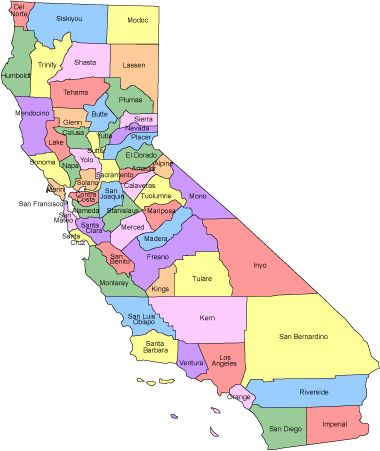 Del
Norte
Siskiyou
Modoc
Humboldt
Trinity
Shasta
Lassen
Tehama
Plumas
Mendocino
Glenn
Butte
Sierra
Nevada
Lake
Colusa
Yuba
Placer
Sutter
El Dorado
Sonoma
Napa
Yolo
Sacramento
Amador
Alpine
Marin
Solano
Calaveras
Contra
Costa
San
Joaquin
Tuolumne
Mono
San Francisco
Alameda
Stanislaus
Mariposa
San
Mateo
Santa
Clara
Merced
Madera
Santa
Cruz
San
Benito
Fresno
Inyo
Monterey
Kings
Tulare
San Luis
Obispo
Kern
San Bernardino
Santa
Barbara
Ventura
Los
Angeles
Orange
Riverside
San Diego
Imperial